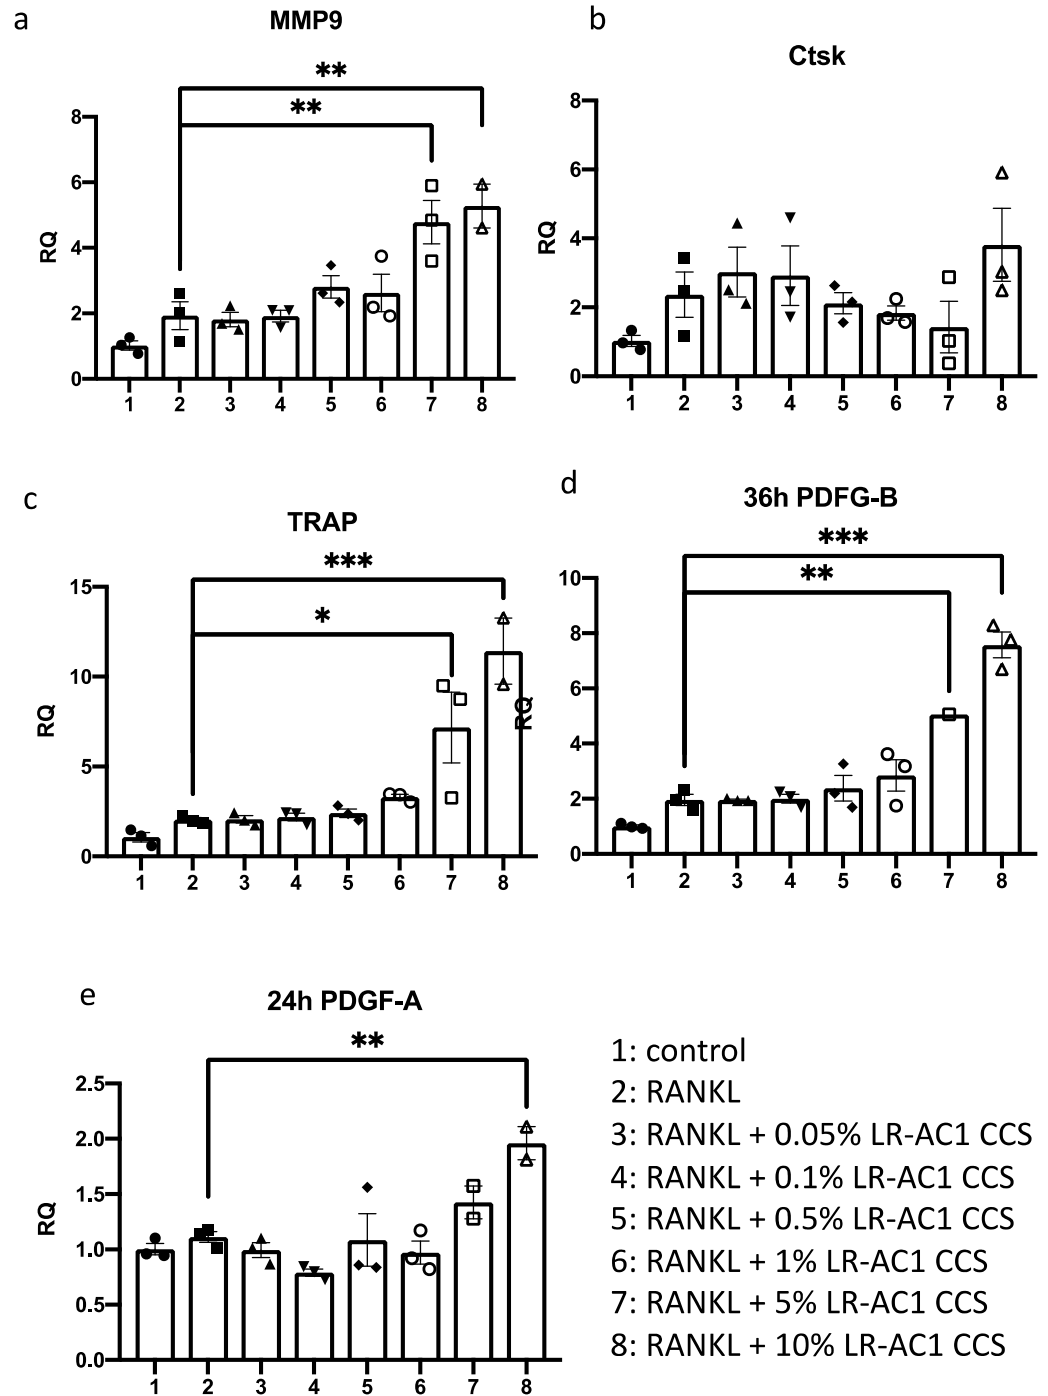 a
MMP9
**
**
RQ
8
6
4
2
0
1 2 3 4 5 6 7 8
b
Ctsk
RQ
8
6
4
2
0
1 2 3 4 5 6 7 8
c
TRAP
***
*
RQ
15
10
5
0
1 2 3 4 5 6 7 8
d
36h PDFG-B
***
**
RQ
10
8
6
4
2
0
1 2 3 4 5 6 7 8
e
24h PDGF-A
**
RQ
2.5
2.0
1.5
1.0
0.5
0.0
1 2 3 4 5 6 7 8
1: control
2: RANKL
3: RANKL + 0.05% LR-AC1 CCS
4: RANKL + 0.1% LR-AC1 CCS
5: RANKL + 0.5% LR-AC1 CCS
6: RANKL + 1% LR-AC1 CCS
7: RANKL + 5% LR-AC1 CCS
8: RANKL + 10% LR-AC1 CCS